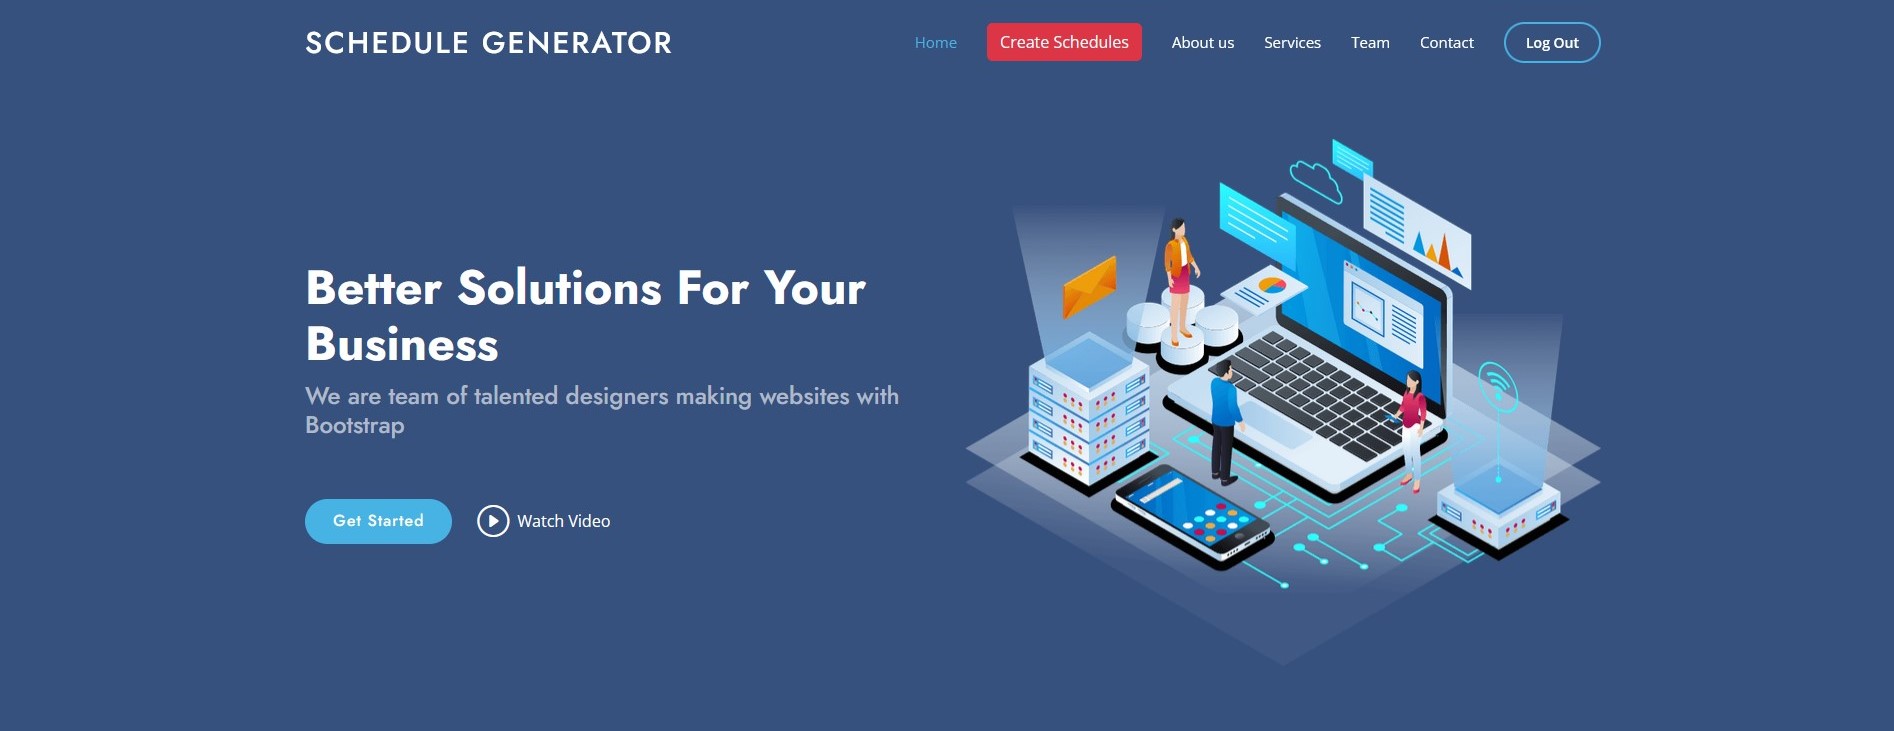 SCHEDULE GENERATOR
Home
Create Schedules
About us
Services
Team
Contact
Log Out
Better Solutions For Your
Business
We are team of talented designers making websites with
Bootstrap
Get Started
Watch Video